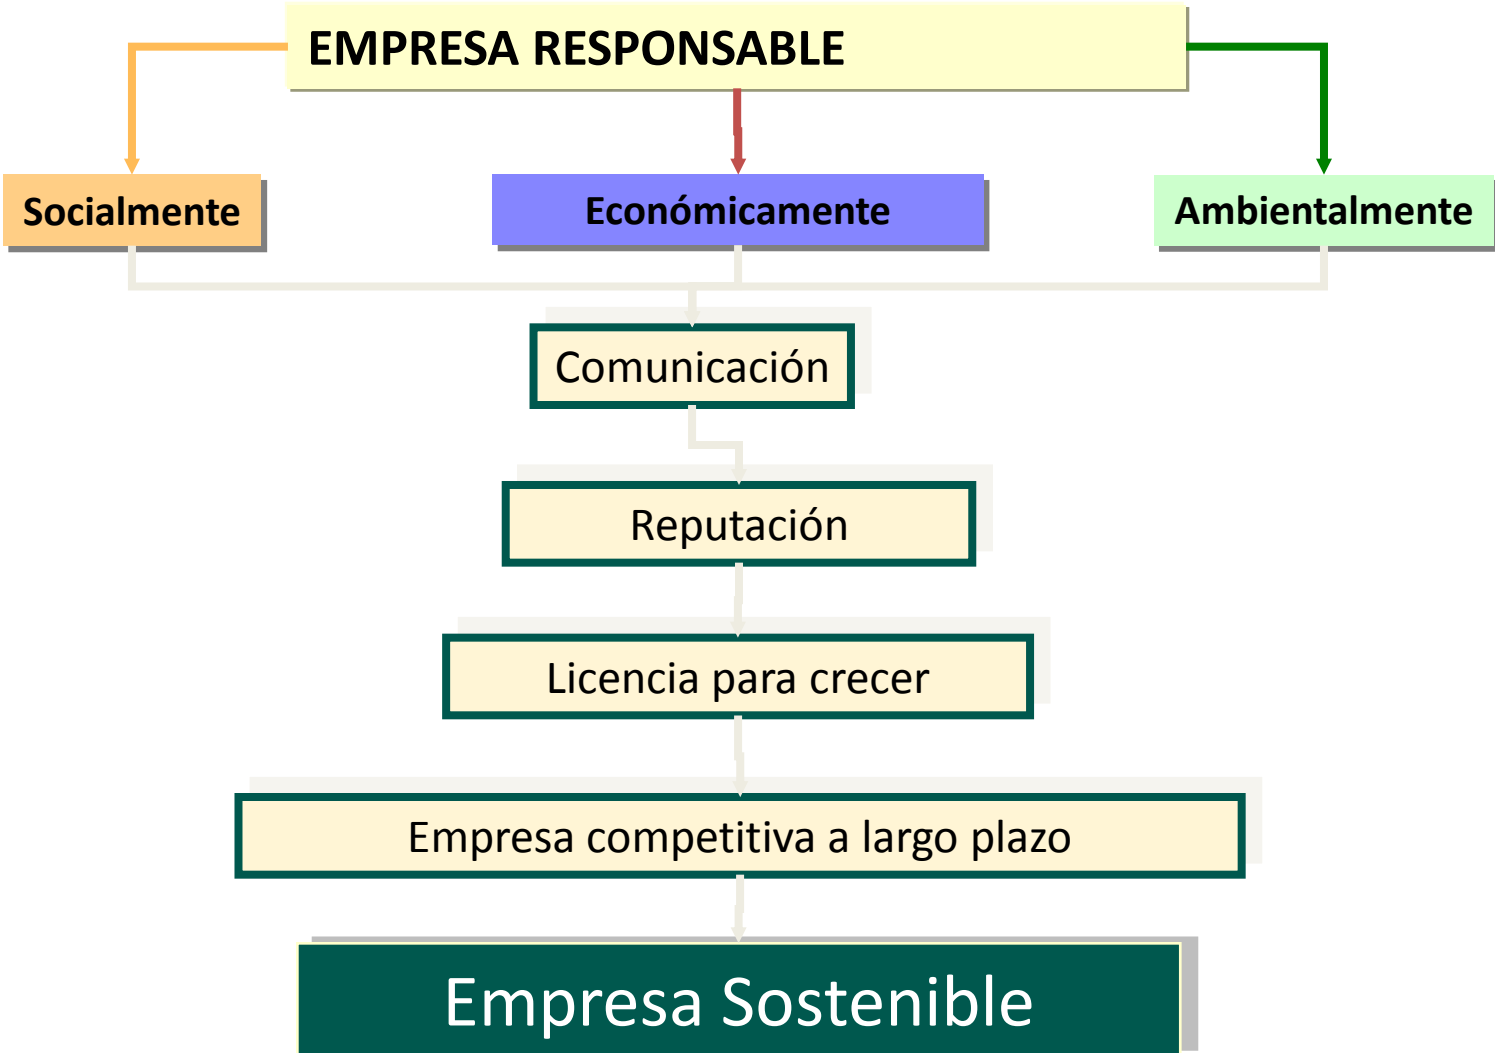 EMPRESA RESPONSABLE
Socialmente
Económicamente
Ambientalmente
Comunicación
Reputación
Licencia para crecer
Empresa competitiva a largo plazo
Empresa Sostenible